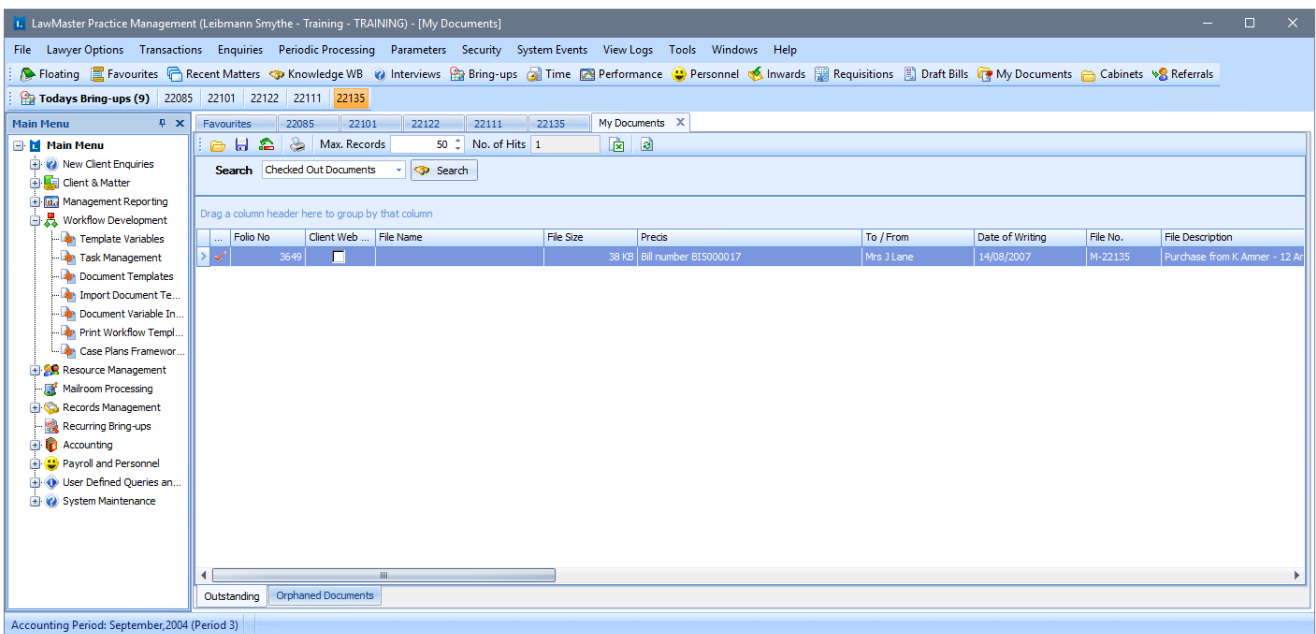 LawMaster Practice Management (Leibmann Smythe - Training - TRAINING) - [My Documents]
File Lawyer Options Transactions Enquiries Periodic Processing Parameters Security System Events View Logs Tools Windows Help
Floating Favourites Recent Matters Knowledge WB Interviews Bring-ups Time Performance Personnel Inwards Requisitions Draft Bills My Documents Cabinets Referrals
Todays Bring-ups (9) 22085 22101 22122 22111 22135
Main Menu
Favourites 22085 22101 22122 22111 22135 My Documents X
Main Menu
Max. Records 50 No. of Hits 1
New Client Enquiries
Search Checked Out Documents Search
Client & Matter
Management Reporting
Drag a column header here to group by that column
Workflow Development
Template Variables
... Folio No Client Web ... File Name File Size Precis To / From Date of Writing File No. File Description
Task Management
3649 38 KB Bill number BI5000017 Mrs J Lane 14/08/2007 M-22135 Purchase from K Amner - 12 Ar
Document Templates
Import Document Te...
Document Variable In...
Print Workflow Templ...
Case Plans Framewor...
Resource Management
Mailroom Processing
Records Management
Recurring Bring-ups
Accounting
Payroll and Personnel
User Defined Queries an...
System Maintenance
Outstanding Orphaned Documents
Accounting Period: September,2004 (Period 3)